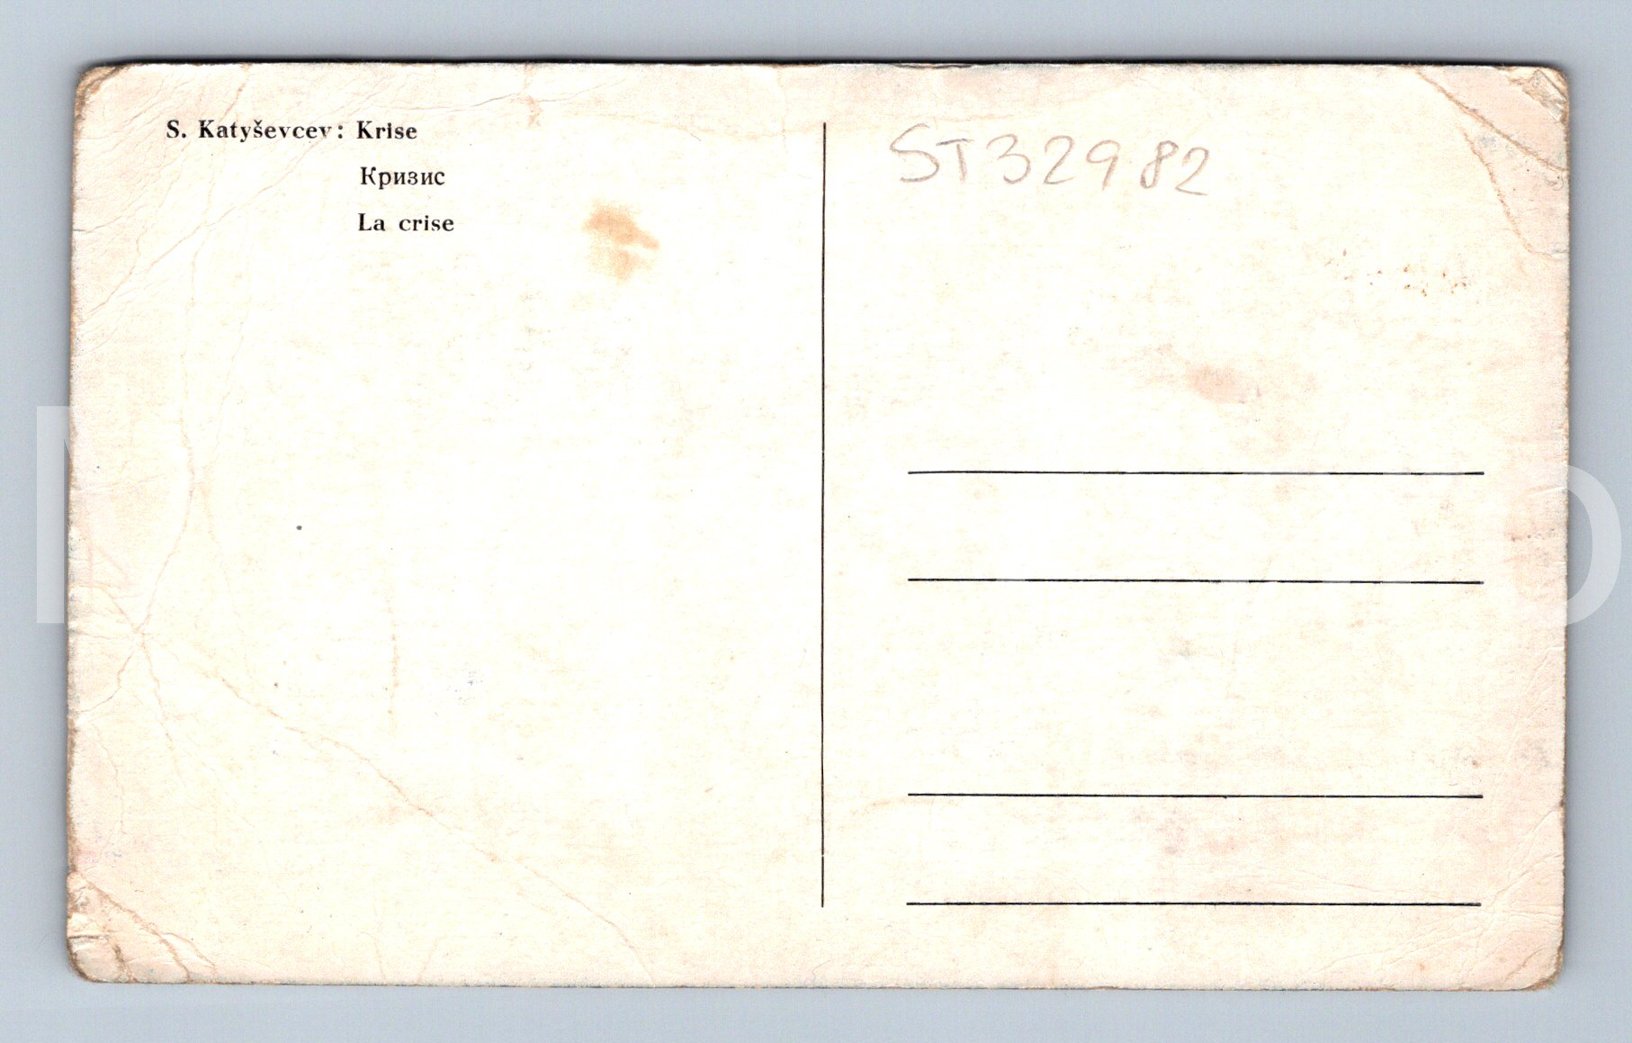 S. Katyševcev: Krise
Кризис
La crise
ST32982